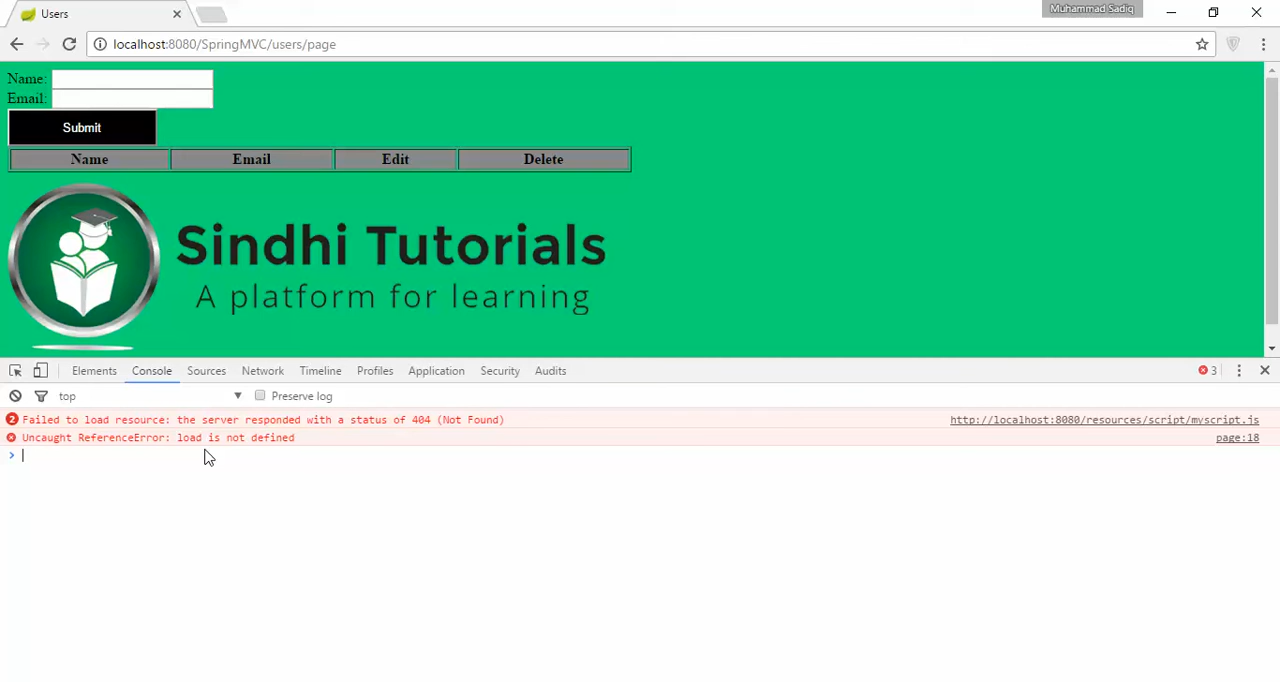 Users
Muhammad Sadiq
localhost:8080/SpringMVC/users/page
Name:
Email:
Submit
Name Email Edit Delete
Sindhi Tutorials
A platform for learning
Elements Console Sources Network Timeline Profiles Application Security Audits 3
top Preserve log
2 Failed to load resource: the server responded with a status of 404 (Not Found) http://localhost:8080/resources/script/myscript.js
Uncaught ReferenceError: load is not defined page:18